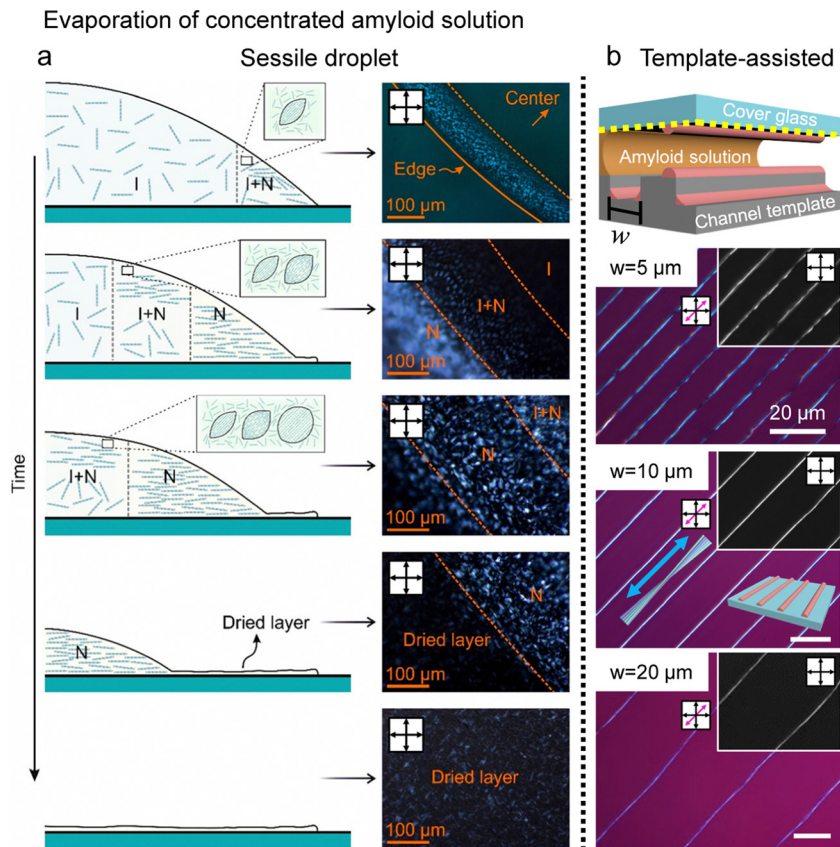 Evaporation of concentrated amyloid solution
a
Sessile droplet
Time
I
I+N
Center
Edge
100 µm
I
I+N
N
I
I+N
N
100 µm
I+N
N
I+N
N
100 µm
N
Dried layer
N
Dried layer
100 µm
Dried layer
100 µm
b
Template-assisted
Cover glass
Amyloid solution
Channel template
w
w=5 µm
20 µm
w=10 µm
w=20 µm